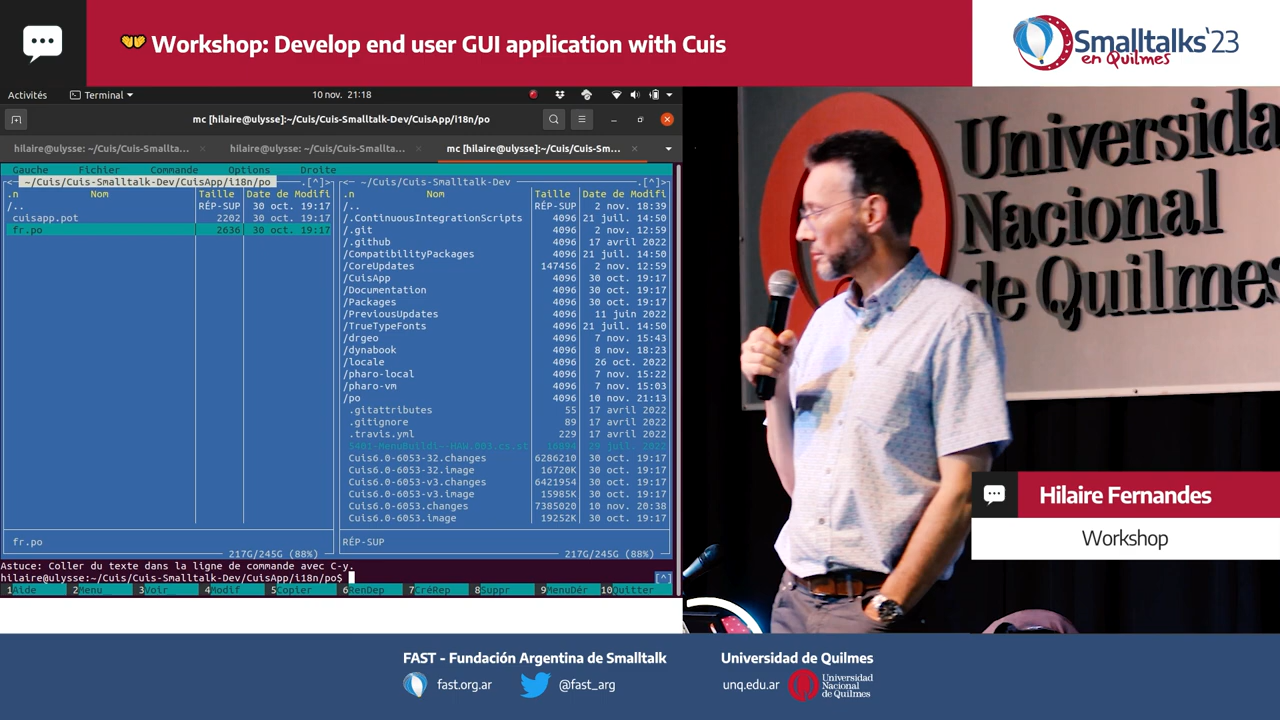 Workshop: Develop end user GUI application with Cuis
Smalltalks'23
en Quilmes
Activités Terminal 10 nov. 21:18
mc [hilaire@ulysse]:~/Cuis/Cuis-Smalltalk-Dev/CuisApp/i18n/po
hilaire@ulysse: ~/Cuis/Cuis-Smallta... hilaire@ulysse: ~/Cuis/Cuis-Smallta... mc [hilaire@ulysse]:~/Cuis/Cuis-Sm...
Gauche Fichier Commande Options Droite
~/Cuis/Cuis-Smalltalk-Dev/CuisApp/i18n/po .[^]>
.n Nom Taille Date de Modifi
/.. RÉP-SUP 30 oct. 19:17
cuisapp.pot 2202 30 oct. 19:17
fr.po 2636 30 oct. 19:17
fr.po
217G/245G (88%)
~/Cuis/Cuis-Smalltalk-Dev .[^]>
.n Nom Taille Date de Modifi
/.. RÉP-SUP 2 nov. 18:39
/.ContinuousIntegrationScripts 4096 21 juil. 14:50
/.git 4096 2 nov. 12:59
/.github 4096 17 avril 2022
/CompatibilityPackages 4096 21 juil. 14:50
/CoreUpdates 147456 2 nov. 12:59
/CuisApp 4096 30 oct. 19:17
/Documentation 4096 30 oct. 19:17
/Packages 4096 30 oct. 19:17
/PreviousUpdates 4096 11 juin 2022
/TrueTypeFonts 4096 21 juil. 14:50
/drgeo 4096 7 nov. 15:43
/dynabook 4096 8 nov. 18:23
/locale 4096 26 oct. 2022
/pharo-local 4096 7 nov. 15:22
/pharo-vm 4096 7 nov. 15:03
/po 4096 10 nov. 21:13
.gitattributes 55 17 avril 2022
.gitignore 89 17 avril 2022
.travis.yml 229 17 avril 2022
Cuis6.0-6053-32.changes 6286210 30 oct. 19:17
Cuis6.0-6053-32.image 16720K 30 oct. 19:17
Cuis6.0-6053-v3.changes 6421954 30 oct. 19:17
Cuis6.0-6053-v3.image 15985K 30 oct. 19:17
Cuis6.0-6053.changes 7385020 10 nov. 20:38
Cuis6.0-6053.image 19252K 30 oct. 19:17
RÉP-SUP
217G/245G (88%)
Astuce: Coller du texte dans la ligne de commande avec C-y.
hilaire@ulysse:~/Cuis/Cuis-Smalltalk-Dev/CuisApp/i18n/po$ [^]
1Aide 2Menu 3Voir 4Modif 5Copier 6RenDep 7CréRep 8Suppr 9MenuDér 10Quitter
Universida
Nacional
de Quilmes
Hilaire Fernandes
Workshop
FAST - Fundación Argentina de Smalltalk
fast.org.ar @fast_arg
Universidad de Quilmes
unq.edu.ar
Universidad
Nacional
de Quilmes